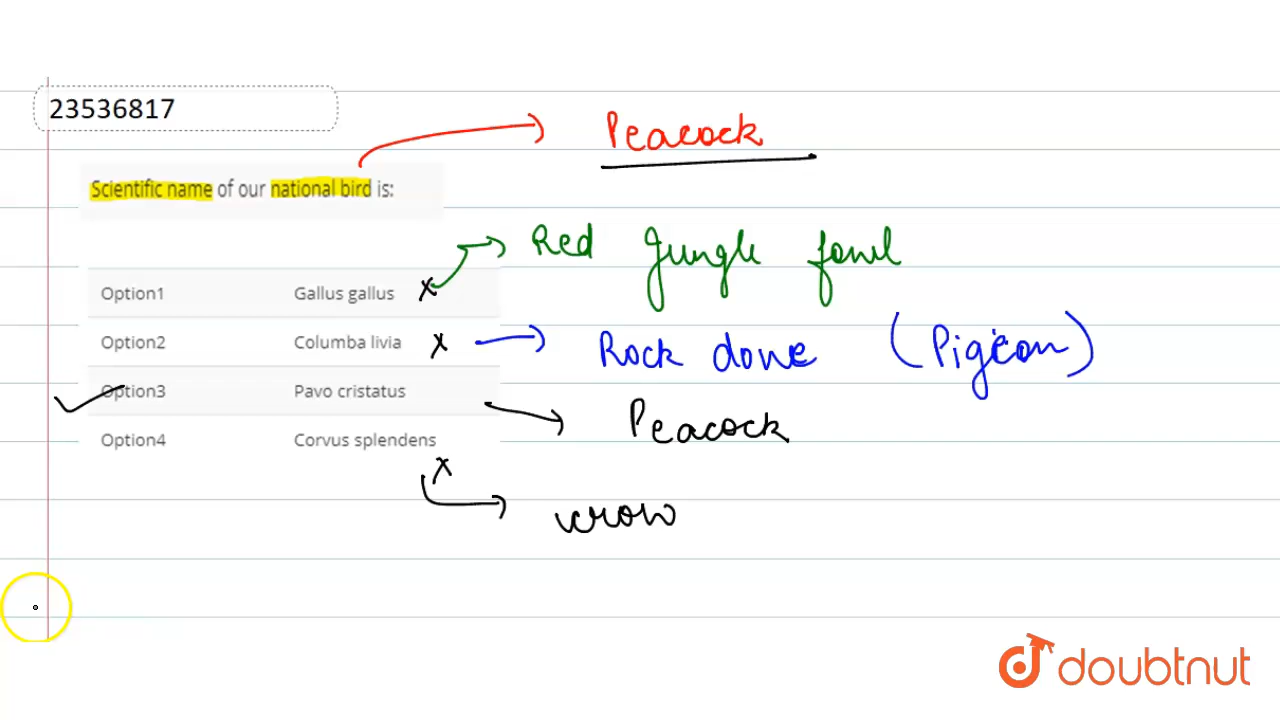 23536817
Peacock
Scientific name of our national bird is:
Red Jungle fowl
Option1 Gallus gallus x
Option2 Columba livia x Rock dove (Pigeon)
Option3 Pavo cristatus
Peacock
Option4 Corvus splendens
x
crow
doubtnut